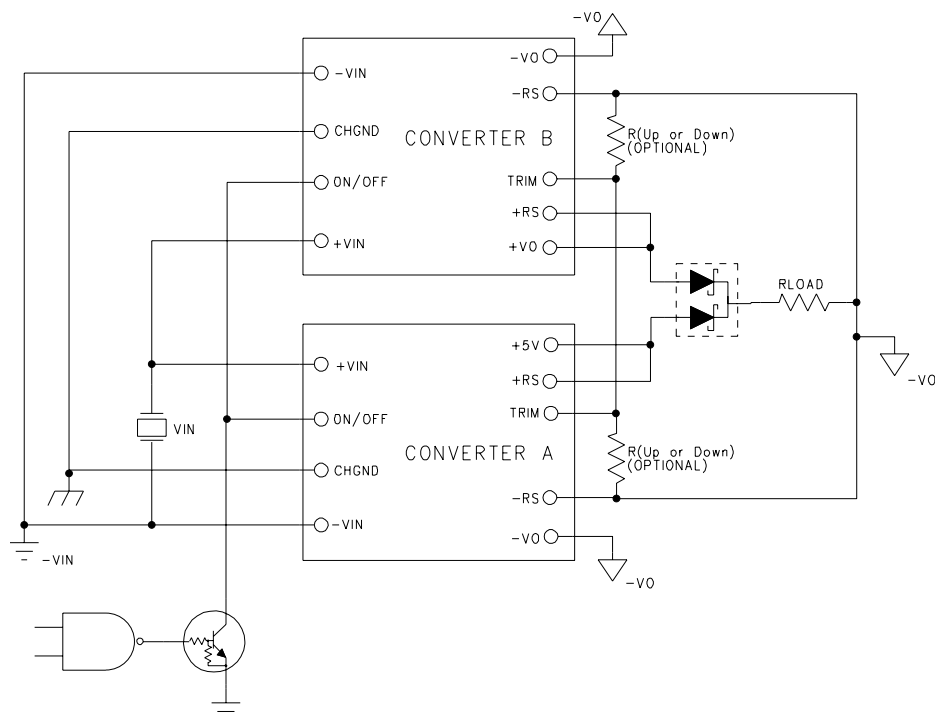 -VO
-VIN
-VO
-RS
CHGND
CONVERTER B
R(Up or Down)
(OPTIONAL)
ON/OFF
TRIM
+RS
+VIN
+VO
RLOAD
+5V
+VIN
+RS
-VO
ON/OFF
TRIM
VIN
CONVERTER A
R(Up or Down)
(OPTIONAL)
CHGND
-RS
-VIN
-VO
-VIN
-VO